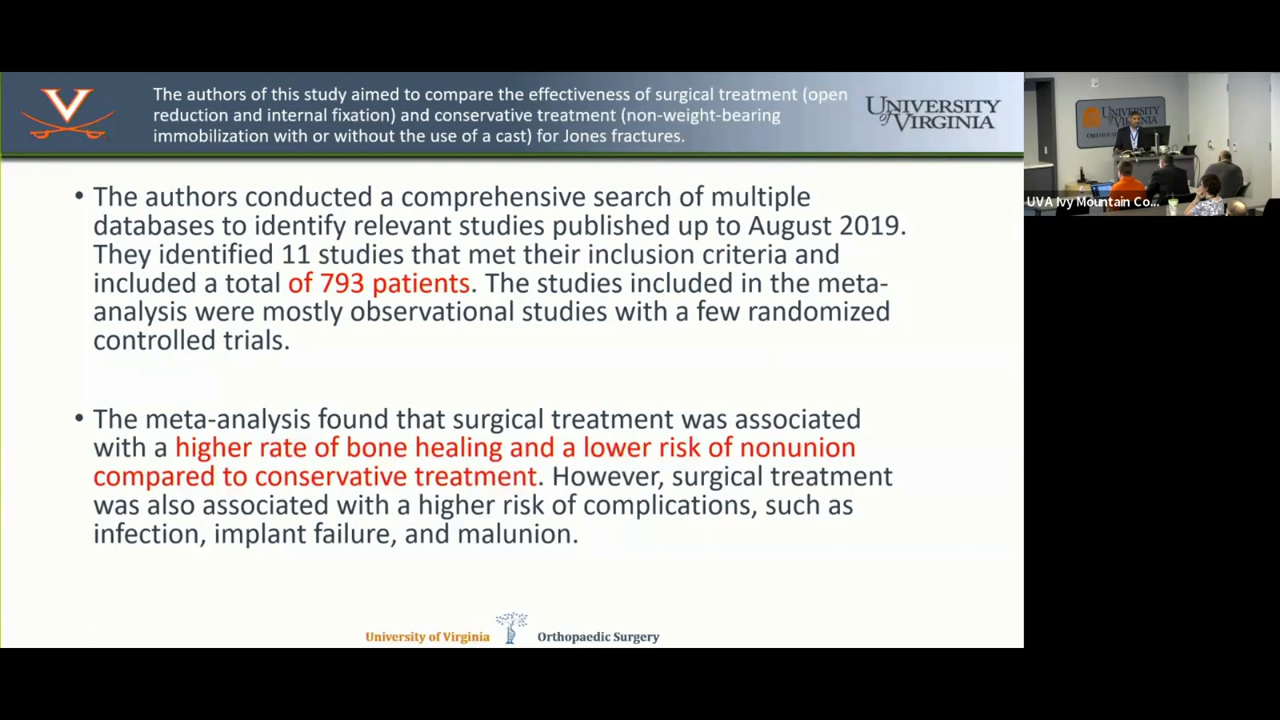 The authors of this study aimed to compare the effectiveness of surgical treatment (open
reduction and internal fixation) and conservative treatment (non-weight-bearing
immobilization with or without the use of a cast) for Jones fractures.
UNIVERSITY
of VIRGINIA
• The authors conducted a comprehensive search of multiple
databases to identify relevant studies published up to August 2019.
They identified 11 studies that met their inclusion criteria and
included a total of 793 patients. The studies included in the meta-
analysis were mostly observational studies with a few randomized
controlled trials.
• The meta-analysis found that surgical treatment was associated
with a higher rate of bone healing and a lower risk of nonunion
compared to conservative treatment. However, surgical treatment
was also associated with a higher risk of complications, such as
infection, implant failure, and malunion.
University of Virginia Orthopaedic Surgery
UNIVERSITY
of VIRGINIA
UVA Ivy Mountain Co...